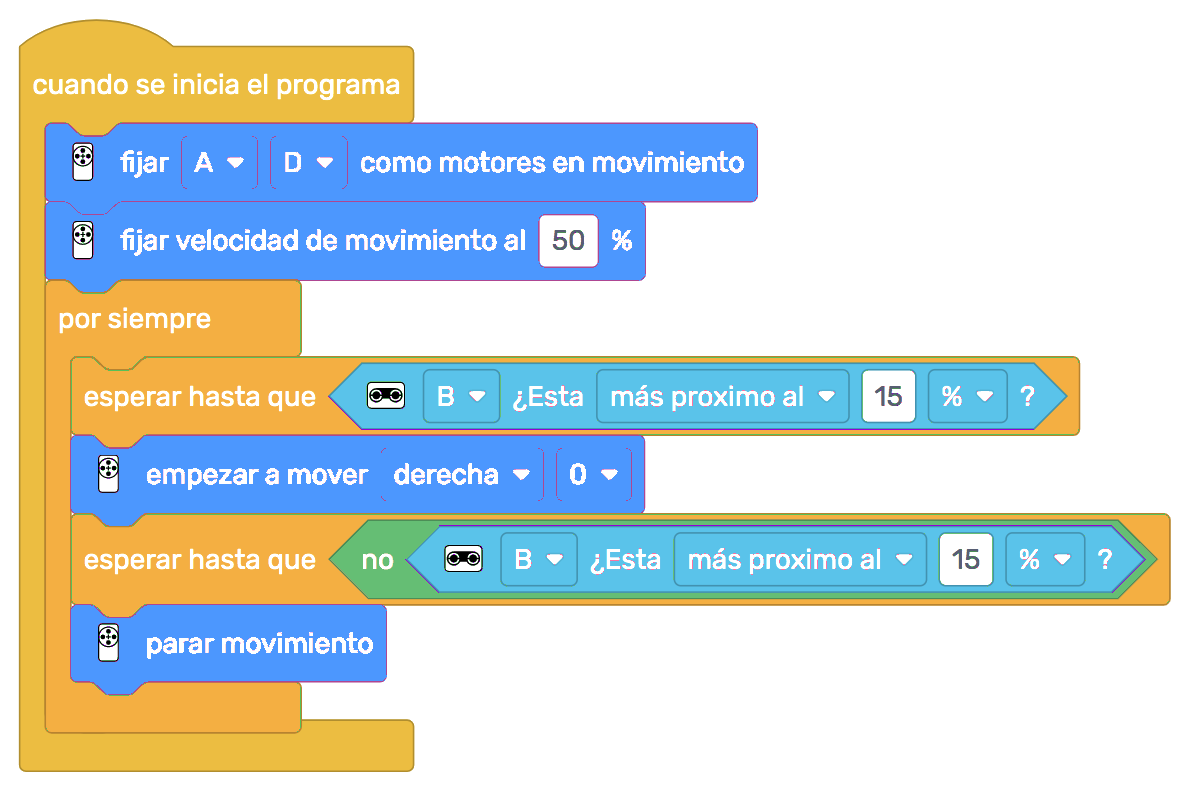 cuando se inicia el programa
fijar A D como motores en movimiento
fijar velocidad de movimiento al 50 %
por siempre
esperar hasta que B ¿Esta más proximo al 15 % ?
empezar a mover derecha 0
esperar hasta que no B ¿Esta más proximo al 15 % ?
parar movimiento